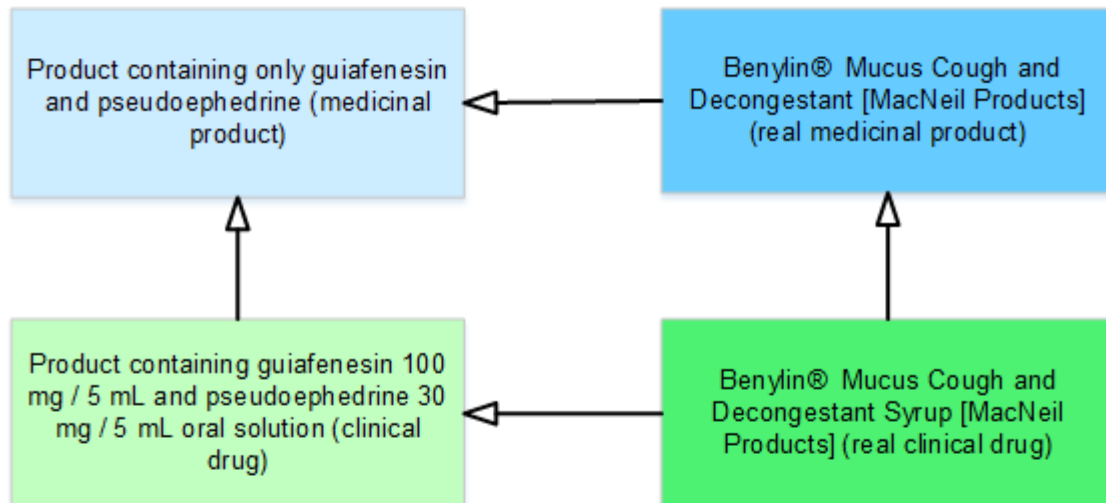 Product containing only guiafenesin
and pseudoephedrine (medicinal
product)
Benylin® Mucus Cough and
Decongestant [MacNeil Products]
(real medicinal product)
Product containing guiafenesin 100
mg / 5 mL and pseudoephedrine 30
mg / 5 mL oral solution (clinical
drug)
Benylin® Mucus Cough and
Decongestant Syrup [MacNeil
Products] (real clinical drug)